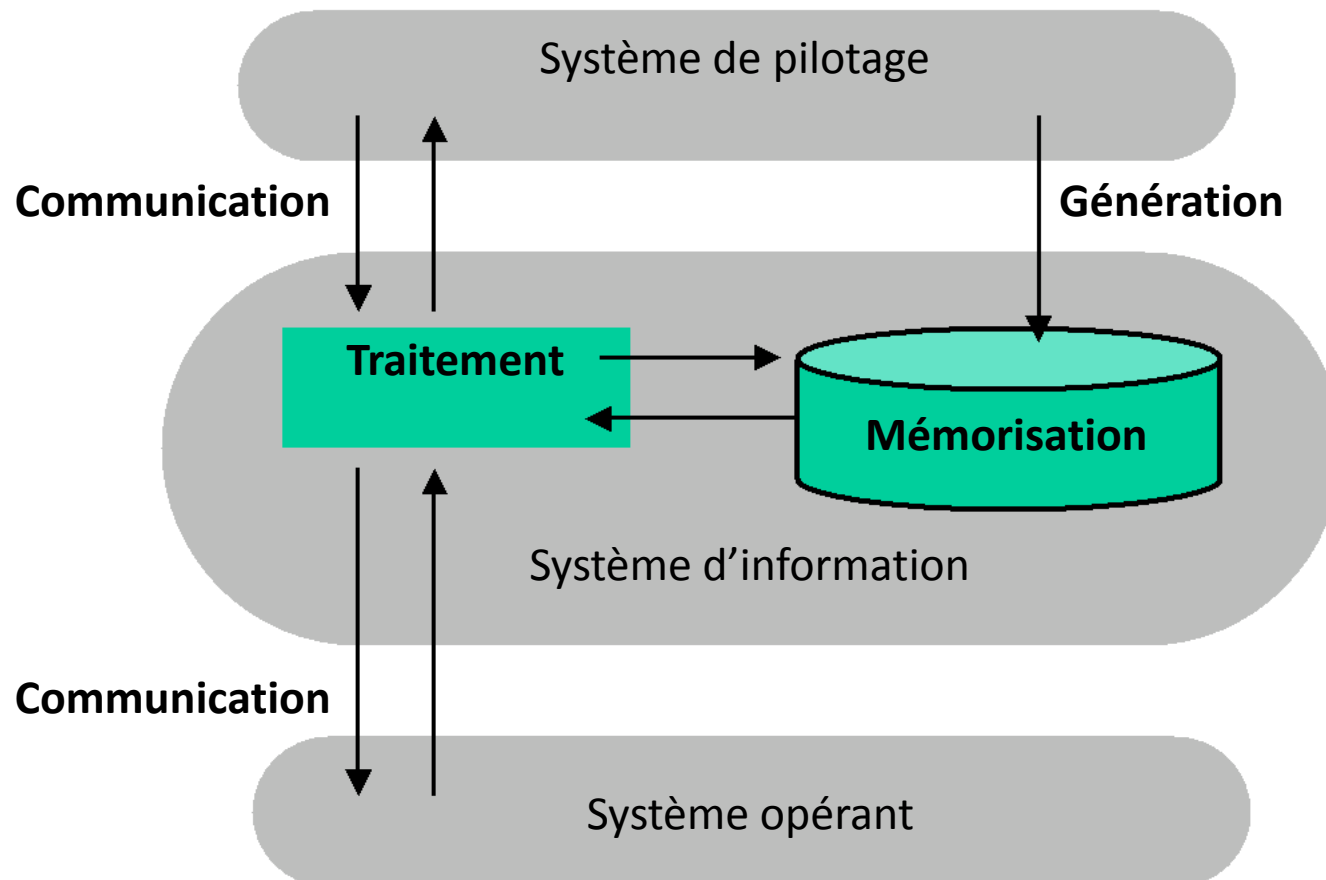 Système de pilotage
Communication
Génération
Traitement
Mémorisation
Système d’information
Communication
Système opérant